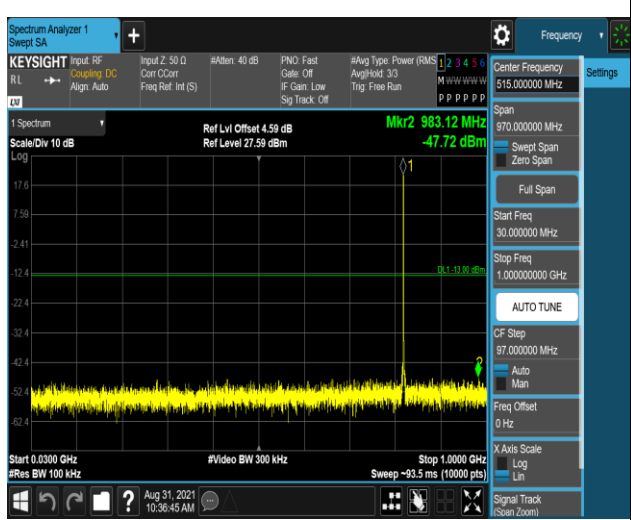 Spectrum Analyzer 1
Swept SA
Frequency
KEYSIGHT
RL
LXI
Input: RF
Coupling: DC
Align: Auto
Input Z: 50 Ω
Corr CCorr
Freq Ref: Int (S)
#Atten: 40 dB
PNO: Fast
Gate: Off
IF Gain: Low
Sig Track: Off
#Avg Type: Power (RMS
Avg|Hold: 3/3
Trig: Free Run
1 2 3 4 5 6
M W W W W W
P P P P P P
1 Spectrum
Scale/Div 10 dB
Log
Ref Lvl Offset 4.59 dB
Ref Level 27.59 dBm
Mkr2 983.12 MHz
-47.72 dBm
1
17.6
7.59
-2.41
-12.4
DL1 -13.00 dBm
-22.4
-32.4
-42.4
2
-52.4
-62.4
Start 0.0300 GHz
#Video BW 300 kHz
Stop 1.0000 GHz
#Res BW 100 kHz
Sweep ~93.5 ms (10000 pts)
Aug 31, 2021
10:36:45 AM
?
Center Frequency
515.000000 MHz
Settings
Span
970.000000 MHz
Swept Span
Zero Span
Full Span
Start Freq
30.000000 MHz
Stop Freq
1.000000000 GHz
AUTO TUNE
CF Step
97.000000 MHz
Auto
Man
Freq Offset
0 Hz
X Axis Scale
Log
Lin
Signal Track
(Span Zoom)